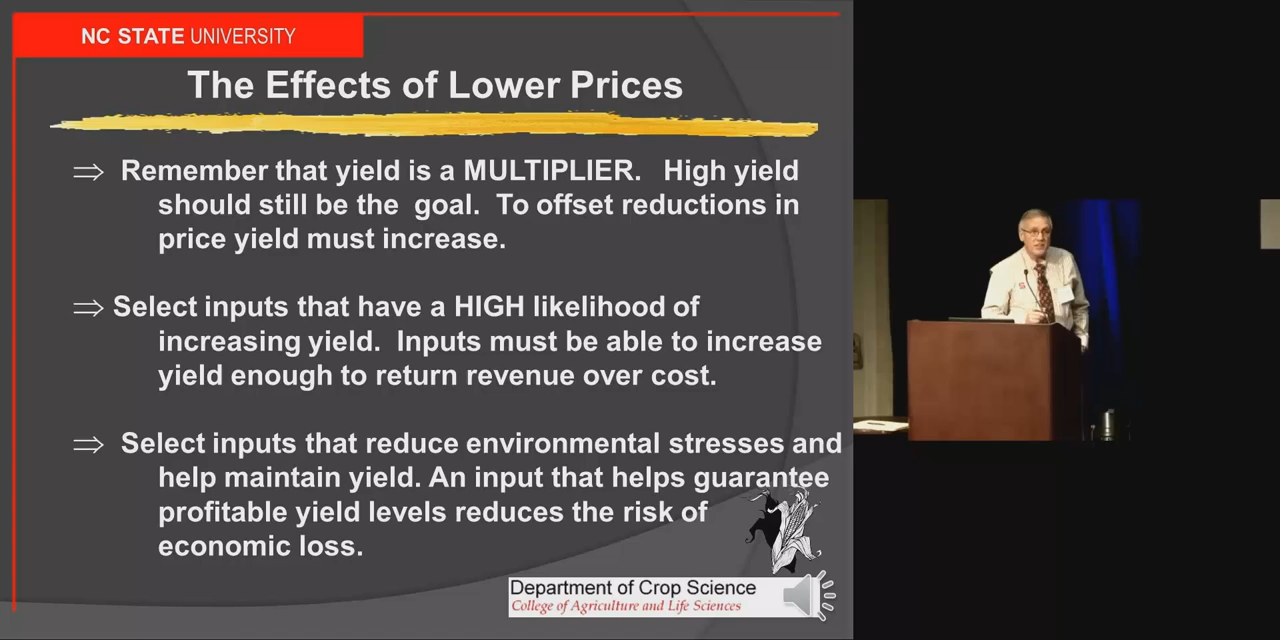 NC STATE UNIVERSITY
The Effects of Lower Prices
⇒ Remember that yield is a MULTIPLIER. High yield
should still be the goal. To offset reductions in
price yield must increase.
⇒ Select inputs that have a HIGH likelihood of
increasing yield. Inputs must be able to increase
yield enough to return revenue over cost.
⇒ Select inputs that reduce environmental stresses and
help maintain yield. An input that helps guarantee
profitable yield levels reduces the risk of
economic loss.
Department of Crop Science
College of Agriculture and Life Sciences